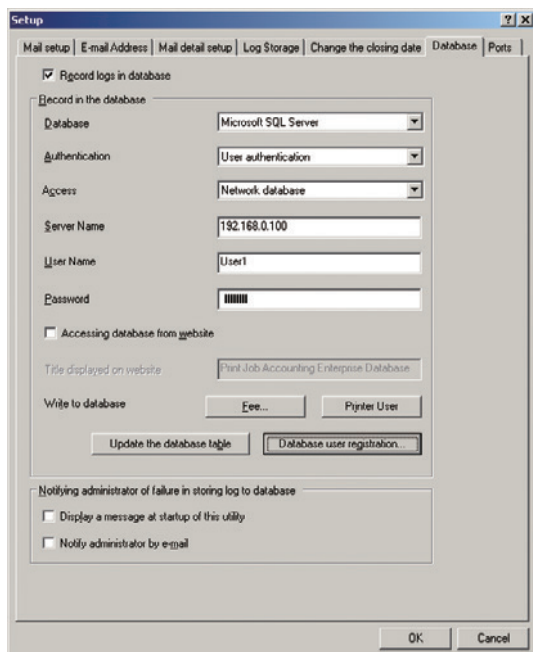 Setup
Mail setup E-mail Address Mail detail setup Log Storage Change the closing date Database Ports
Record logs in database
Record in the database
Database Microsoft SQL Server
Authentication User authentication
Access Network database
Server Name 192.168.0.100
User Name User1
Password
Accessing database from website
Title displayed on website Print Job Accounting Enterprise Database
Write to database Fee... Printer User
Update the database table Database user registration...
Notifying administrator of failure in storing log to database
Display a message at startup of this utility
Notify administrator by e-mail
OK Cancel